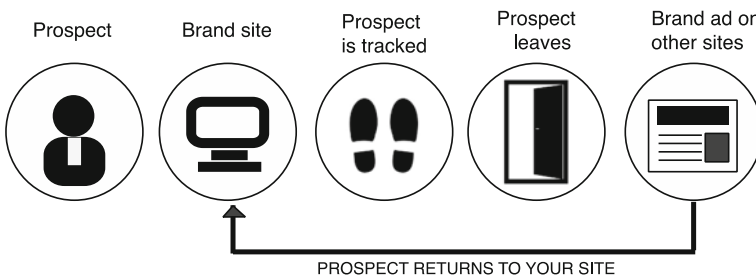 Prospect
Brand site
Prospect
is tracked
Prospect
leaves
Brand ad on
other sites
PROSPECT RETURNS TO YOUR SITE